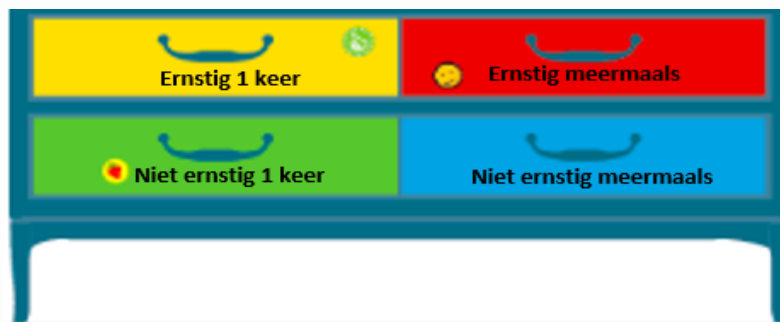 Ernstig 1 keer
Ernstig meermaals
Niet ernstig 1 keer
Niet ernstig meermaals